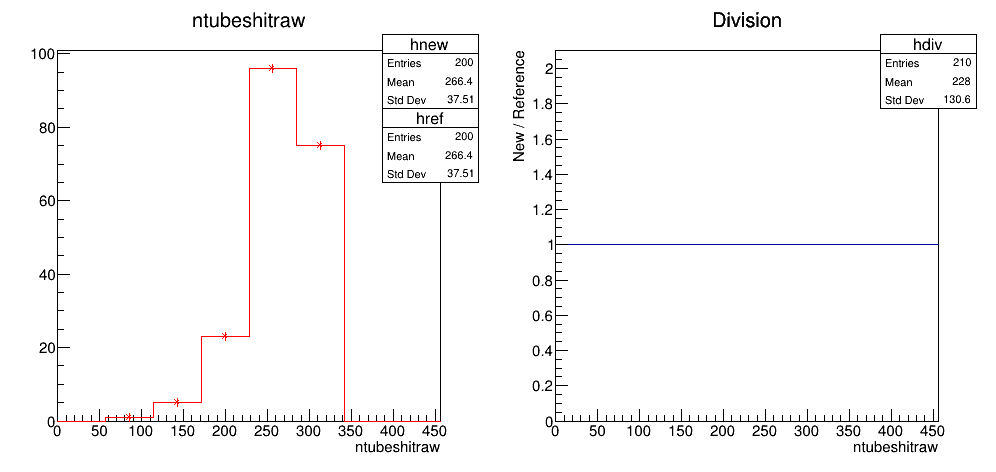 ntubeshitraw
hnew
Entries 200
Mean 266.4
Std Dev 37.51
href
Entries 200
Mean 266.4
Std Dev 37.51
100
80
60
40
20
0
0 50 100 150 200 250 300 350 400 450
ntubeshitraw
Division
hdiv
Entries 210
Mean 228
Std Dev 130.6
New / Reference
2
1.8
1.6
1.4
1.2
1
0.8
0.6
0.4
0.2
0
0 50 100 150 200 250 300 350 400 450
ntubeshitraw